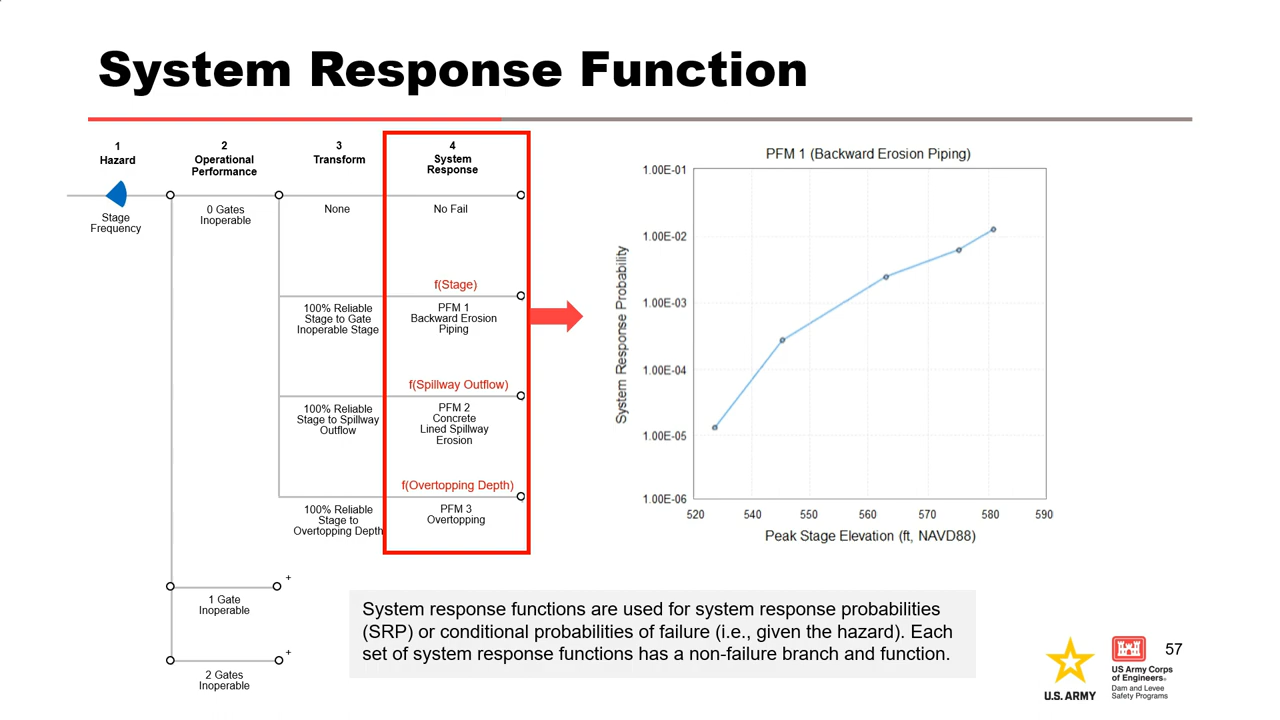 System Response Function
1
Hazard
2
Operational
Performance
3
Transform
4
System
Response
Stage
Frequency
0 Gates
Inoperable
None
No Fail
f(Stage)
100% Reliable
Stage to Gate
Inoperable Stage
PFM 1
Backward Erosion
Piping
f(Spillway Outflow)
100% Reliable
Stage to Spillway
Outflow
PFM 2
Concrete
Lined Spillway
Erosion
f(Overtopping Depth)
100% Reliable
Stage to
Overtopping Depth
PFM 3
Overtopping
+
1 Gate
Inoperable
+
2 Gates
Inoperable
PFM 1 (Backward Erosion Piping)
System Response Probability
1.00E-01
1.00E-02
1.00E-03
1.00E-04
1.00E-05
1.00E-06
520 540 550 560 570 580 590
Peak Stage Elevation (ft, NAVD88)
System response functions are used for system response probabilities
(SRP) or conditional probabilities of failure (i.e., given the hazard). Each
set of system response functions has a non-failure branch and function.
U.S. ARMY
US Army Corps
of Engineers®
Dam and Levee
Safety Programs
57